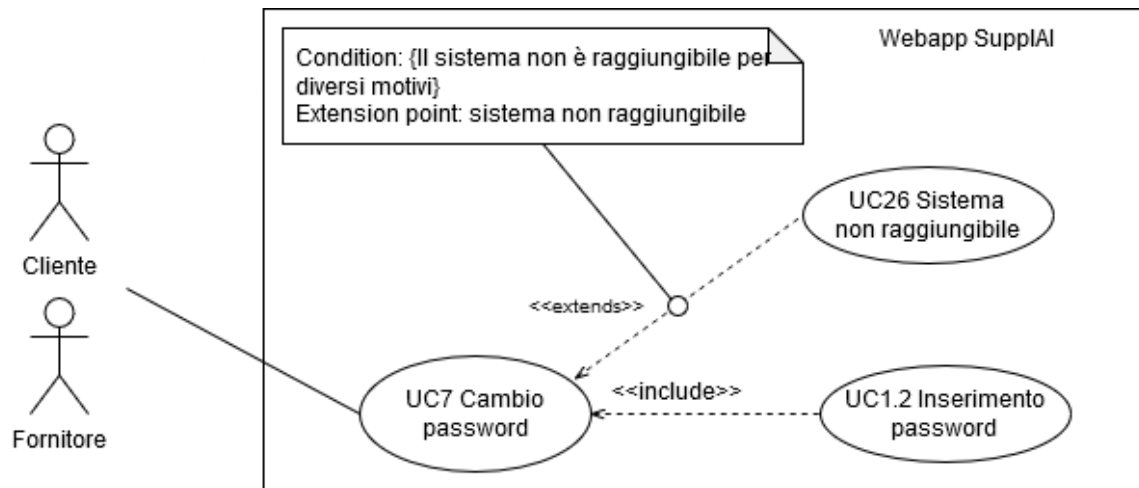 Webapp SupplAI
Condition: {Il sistema non è raggiungibile per
diversi motivi}
Extension point: sistema non raggiungibile
Cliente
Fornitore
UC26 Sistema
non raggiungibile
<<extends>>
UC7 Cambio
password
<<include>>
UC1.2 Inserimento
password